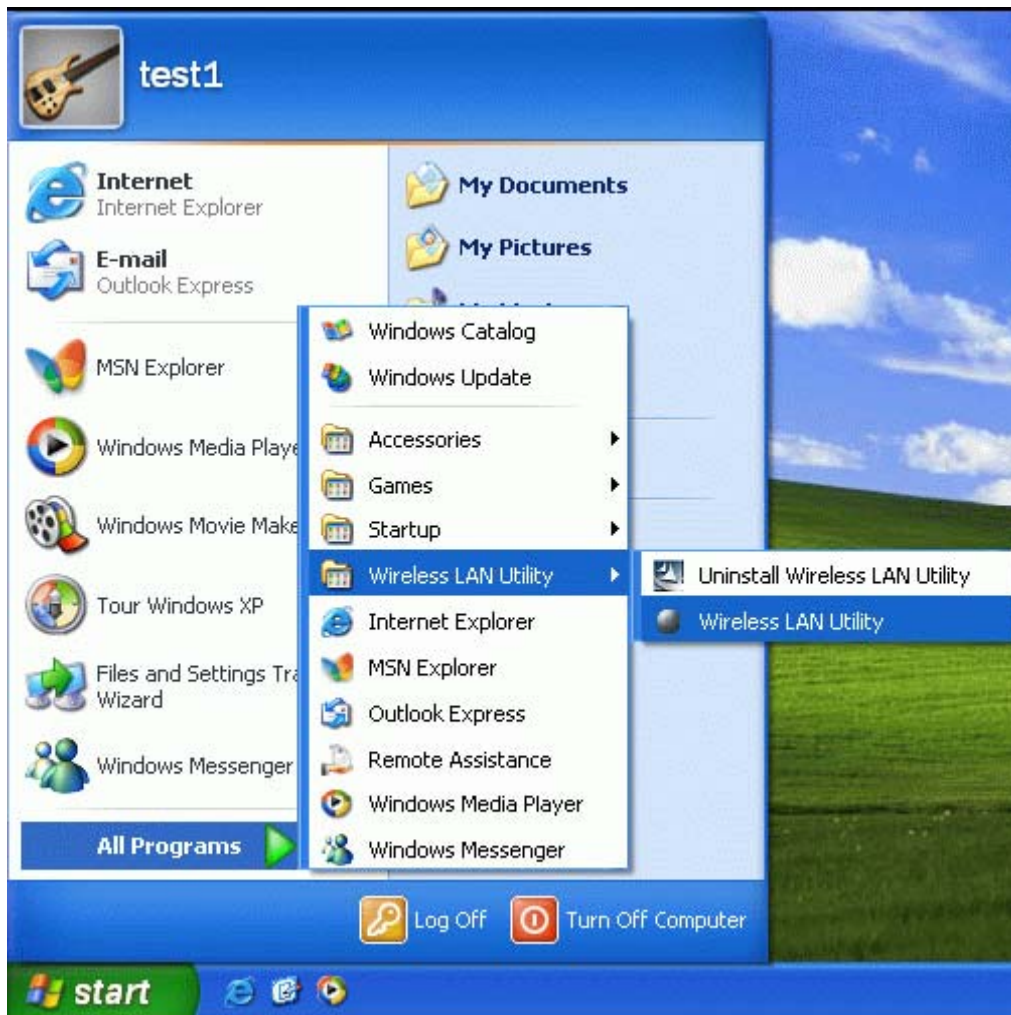 test1
Internet
Internet Explorer
E-mail
Outlook Express
MSN Explorer
Windows Media Playe
Windows Movie Make
Tour Windows XP
Files and Settings Tra
Wizard
Windows Messenger
All Programs
My Documents
My Pictures
Windows Catalog
Windows Update
Accessories
Games
Startup
Wireless LAN Utility
Internet Explorer
MSN Explorer
Outlook Express
Remote Assistance
Windows Media Player
Windows Messenger
Uninstall Wireless LAN Utility
Wireless LAN Utility
Log Off
Turn Off Computer
start